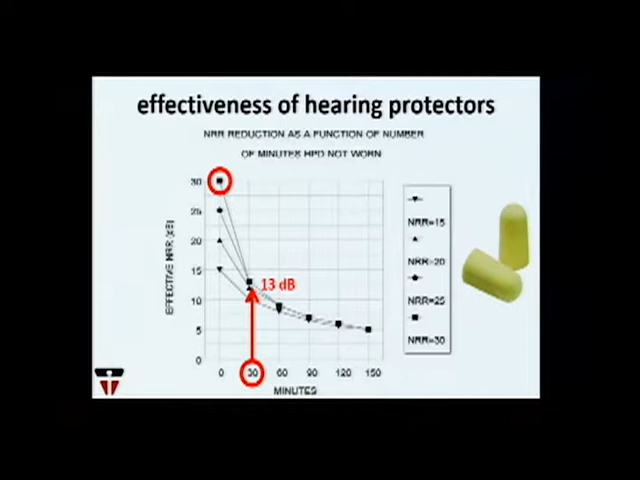 effectiveness of hearing protectors
NRR REDUCTION AS A FUNCTION OF NUMBER
OF MINUTES HPD NOT WORN
30
25
20
15
10
5
0
EFFECTIVE NRR (dB)
13 dB
0 30 60 90 120 150
MINUTES
NRR=15
NRR=20
NRR=25
NRR=30